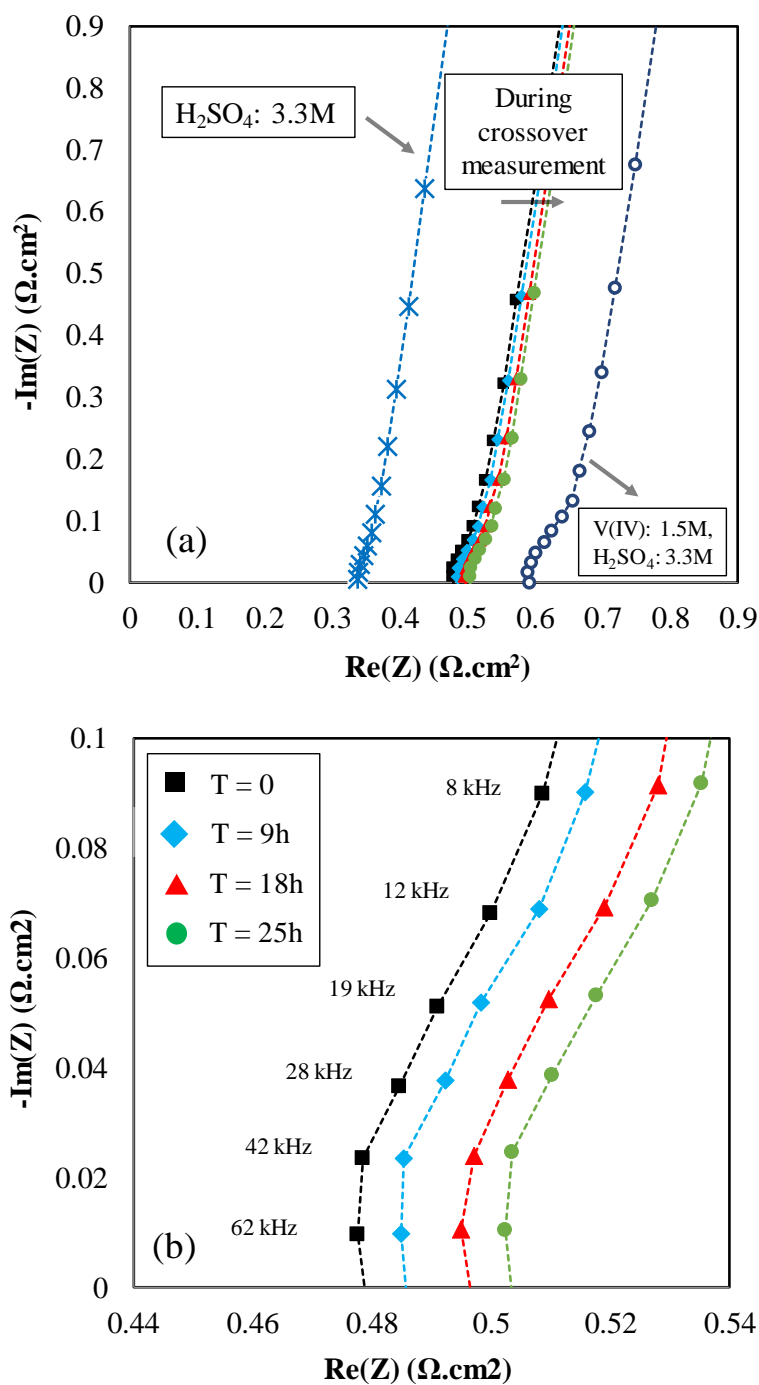 0.9
0.8
0.7
0.6
0.5
0.4
0.3
0.2
0.1
0
-Im(Z) (Ω.cm²)
H₂SO₄: 3.3M
During
crossover
measurement
V(IV): 1.5M,
H₂SO₄: 3.3M
(a)
0 0.1 0.2 0.3 0.4 0.5 0.6 0.7 0.8 0.9
Re(Z) (Ω.cm²)
0.1
0.08
0.06
0.04
0.02
0
-Im(Z) (Ω.cm2)
T = 0
T = 9h
T = 18h
T = 25h
8 kHz
12 kHz
19 kHz
28 kHz
42 kHz
62 kHz
(b)
0.44 0.46 0.48 0.5 0.52 0.54
Re(Z) (Ω.cm2)